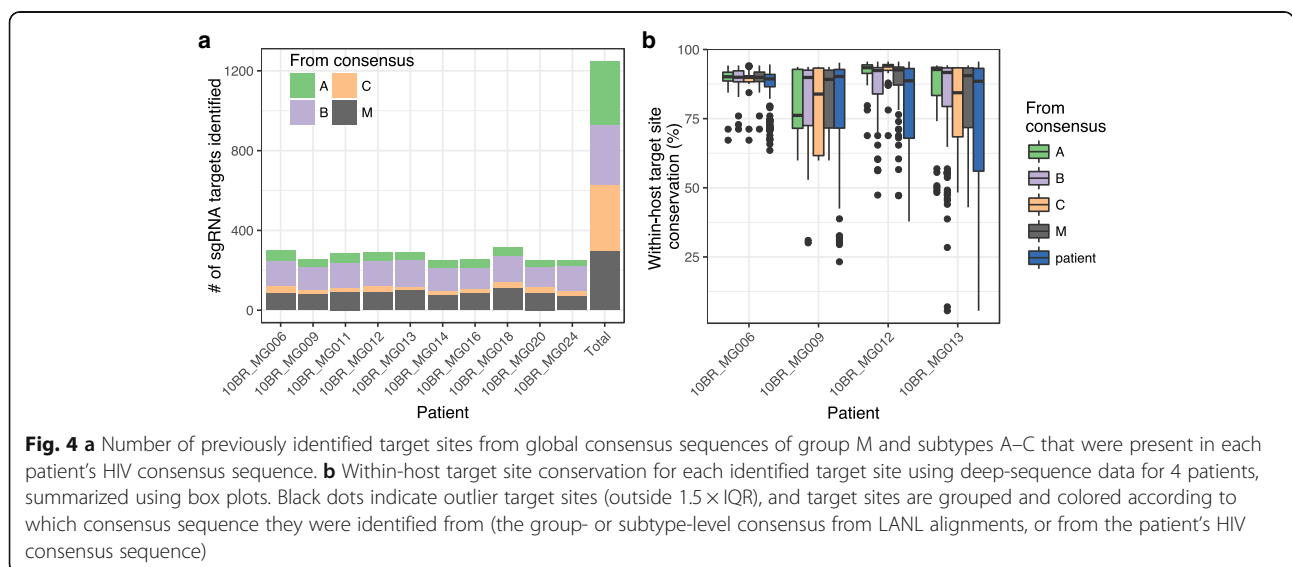 a
# of sgRNA targets identified
1200
800
400
0
From consensus
A
C
B
M
10BR_MG006
10BR_MG009
10BR_MG011
10BR_MG012
10BR_MG013
10BR_MG014
10BR_MG016
10BR_MG018
10BR_MG020
10BR_MG024
Total
Patient
b
Within-host target site
conservation (%)
100
75
50
25
10BR_MG006
10BR_MG009
10BR_MG012
10BR_MG013
Patient
From
consensus
A
B
C
M
patient
Fig. 4 a Number of previously identified target sites from global consensus sequences of group M and subtypes A–C that were present in each
patient's HIV consensus sequence. b Within-host target site conservation for each identified target site using deep-sequence data for 4 patients,
summarized using box plots. Black dots indicate outlier target sites (outside 1.5 × IQR), and target sites are grouped and colored according to
which consensus sequence they were identified from (the group- or subtype-level consensus from LANL alignments, or from the patient's HIV
consensus sequence)